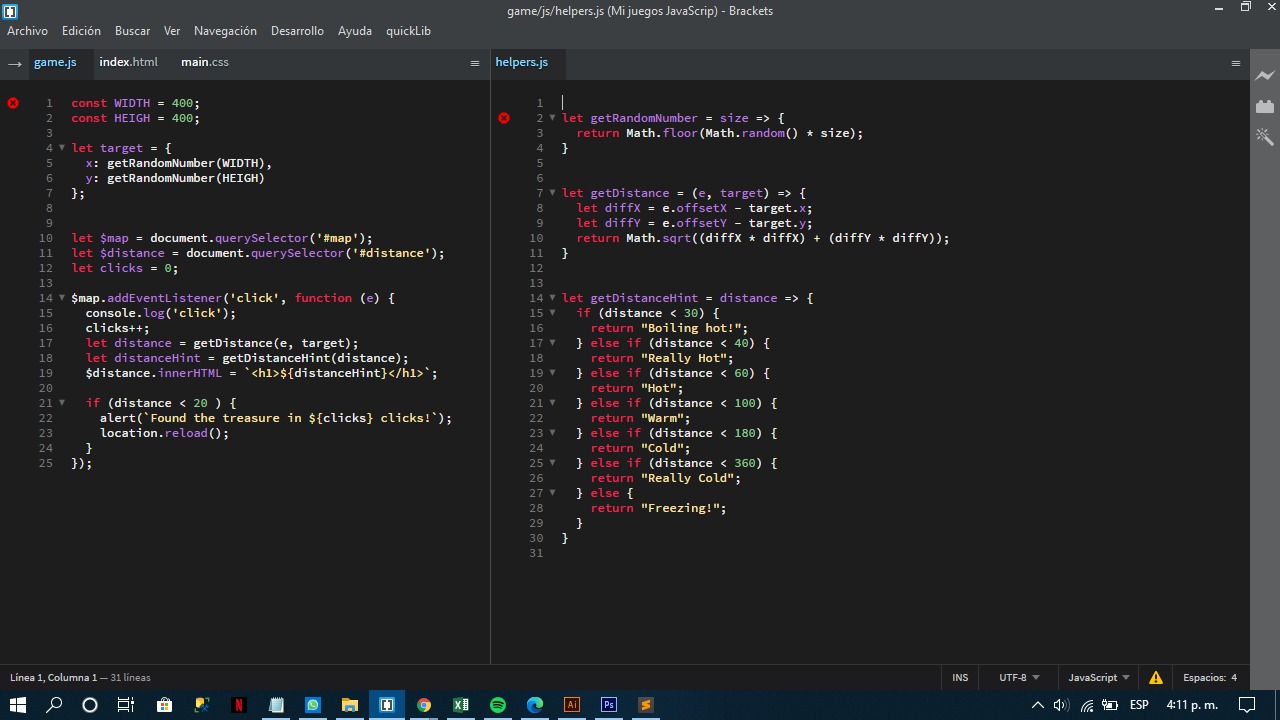 game/js/helpers.js (Mi juegos JavaScrip) - Brackets
Archivo Edición Buscar Ver Navegación Desarrollo Ayuda quickLib
game.js index.html main.css
1 const WIDTH = 400;
2 const HEIGH = 400;
3
4 let target = {
5 x: getRandomNumber(WIDTH),
6 y: getRandomNumber(HEIGH)
7 };
8
9
10 let $map = document.querySelector('#map');
11 let $distance = document.querySelector('#distance');
12 let clicks = 0;
13
14 $map.addEventListener('click', function (e) {
15 console.log('click');
16 clicks++;
17 let distance = getDistance(e, target);
18 let distanceHint = getDistanceHint(distance);
19 $distance.innerHTML = `<h1>${distanceHint}</h1>`;
20
21 if (distance < 20 ) {
22 alert(`Found the treasure in ${clicks} clicks!`);
23 location.reload();
24 }
25 });
helpers.js
1
2 let getRandomNumber = size => {
3 return Math.floor(Math.random() * size);
4 }
5
6
7 let getDistance = (e, target) => {
8 let diffX = e.offsetX - target.x;
9 let diffY = e.offsetY - target.y;
10 return Math.sqrt((diffX * diffX) + (diffY * diffY));
11 }
12
13
14 let getDistanceHint = distance => {
15 if (distance < 30) {
16 return "Boiling hot!";
17 } else if (distance < 40) {
18 return "Really Hot";
19 } else if (distance < 60) {
20 return "Hot";
21 } else if (distance < 100) {
22 return "Warm";
23 } else if (distance < 180) {
24 return "Cold";
25 } else if (distance < 360) {
26 return "Really Cold";
27 } else {
28 return "Freezing!";
29 }
30 }
31
Línea 1, Columna 1 — 31 líneas INS UTF-8 JavaScript Espacios: 4
N Ai Ps S ESP 4:11 p. m.